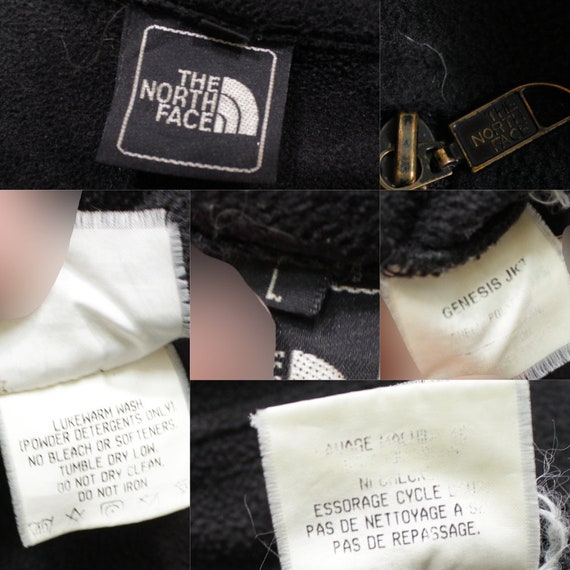 THE
NORTH
FACE
THE
NORTH
FACE
L
GENESIS JKT
LUKEWARM WASH
(POWDER DETERGENTS ONLY).
NO BLEACH OR SOFTENERS.
TUMBLE DRY LOW.
DO NOT DRY CLEAN.
DO NOT IRON
NI
ESSORAGE CYCLE
PAS DE NETTOYAGE A
PAS DE REPASSAGE.